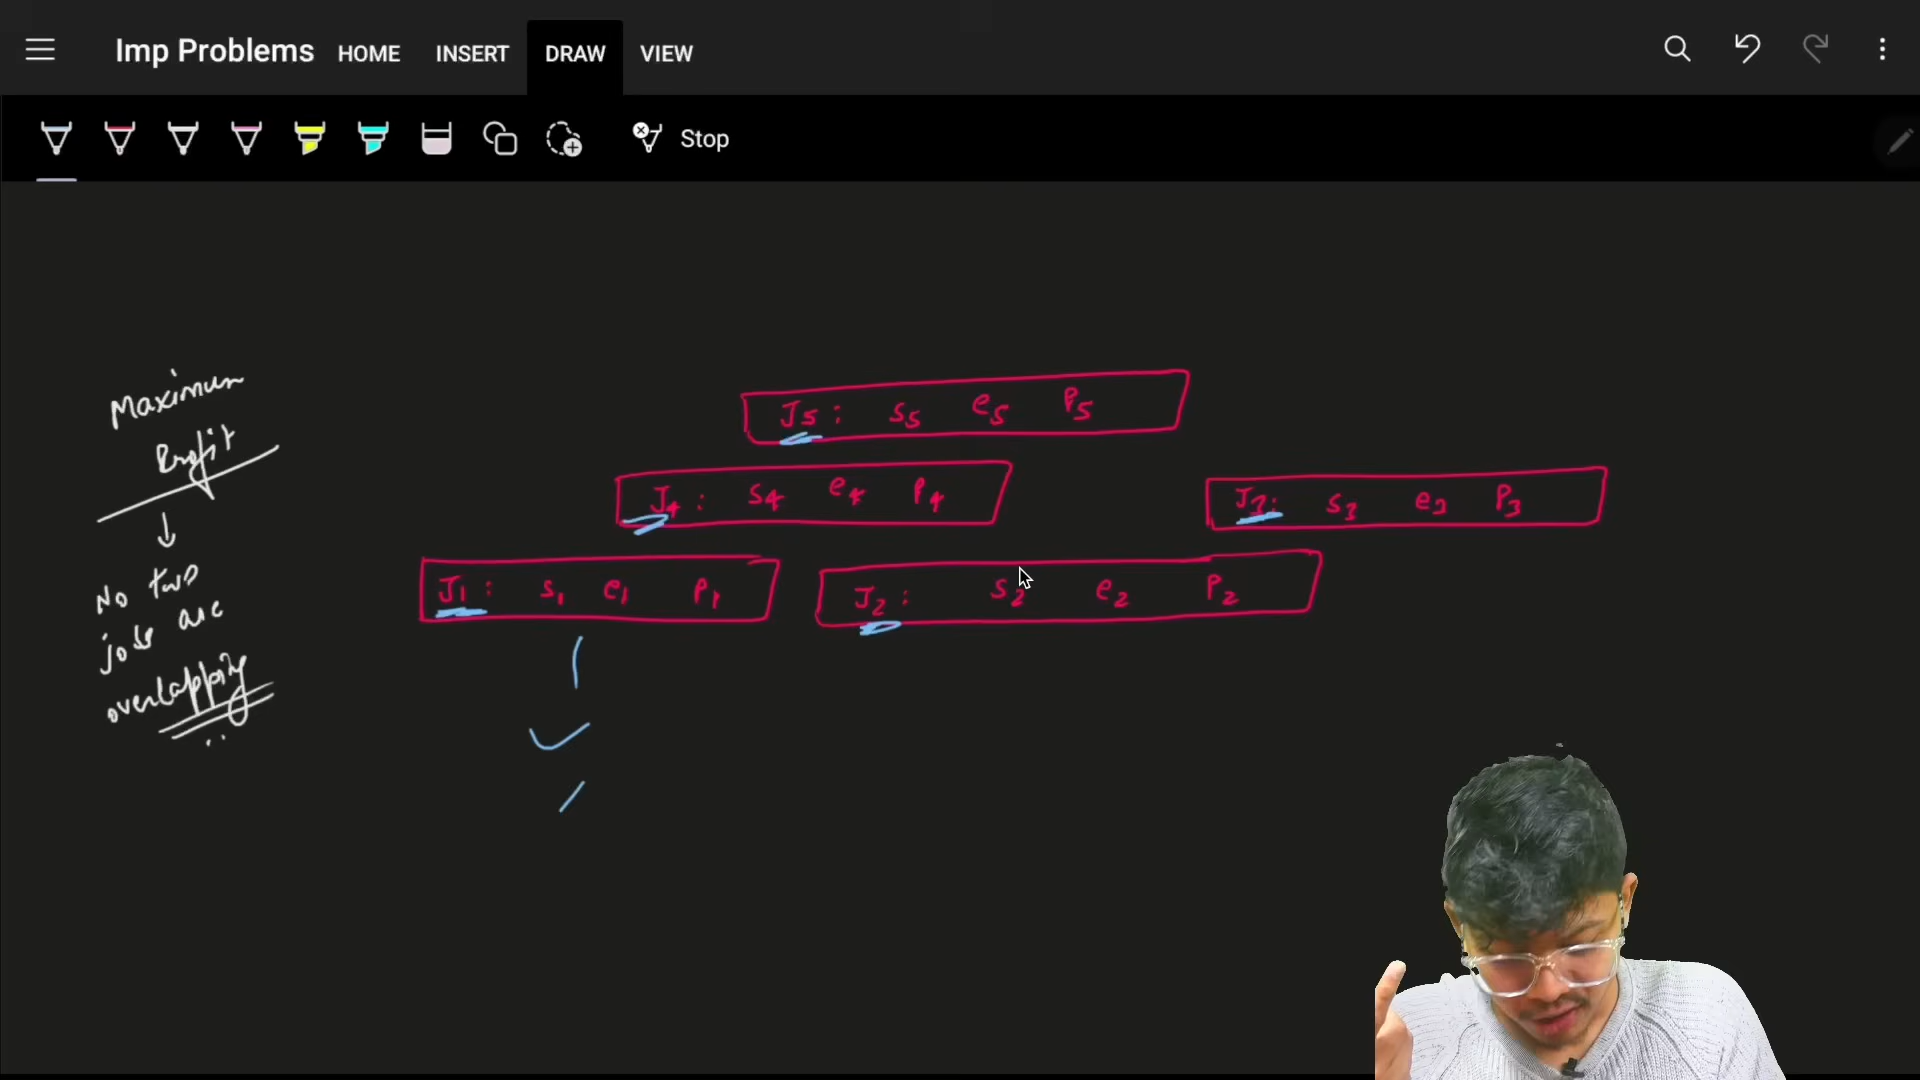 Imp Problems HOME INSERT DRAW VIEW
Stop
Maximum
Profit
No two
jobs are
overlapping
J5 : s5 e5 P5
J4 : s4 e4 P4
J3 : s3 e3 P3
J1 : s1 e1 P1
J2 : s2 e2 P2